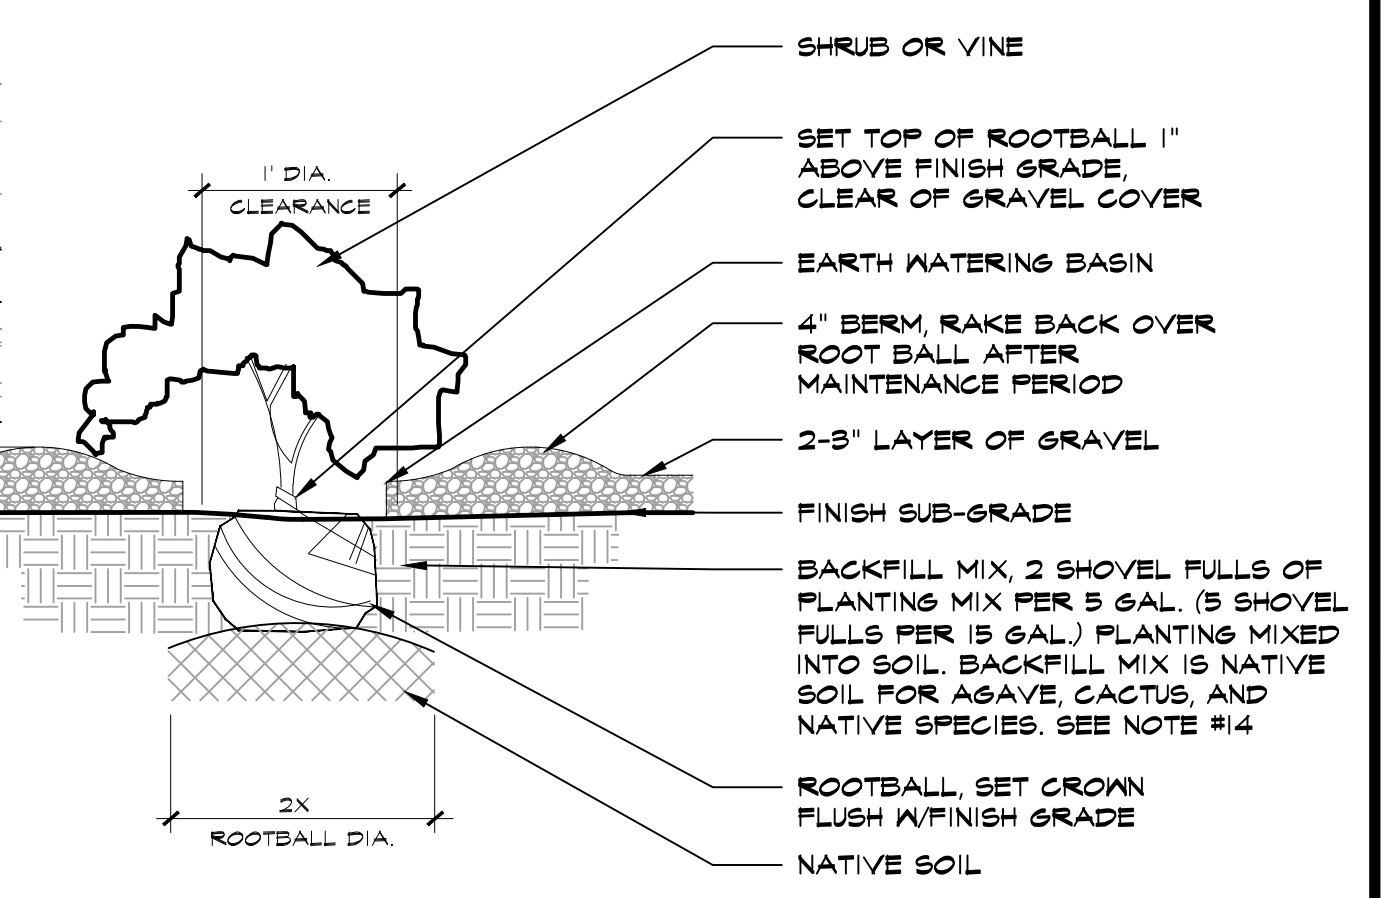 SHRUB OR VINE
SET TOP OF ROOTBALL 1"
ABOVE FINISH GRADE,
CLEAR OF GRAVEL COVER
1' DIA.
CLEARANCE
EARTH WATERING BASIN
4" BERM, RAKE BACK OVER
ROOT BALL AFTER
MAINTENANCE PERIOD
2-3" LAYER OF GRAVEL
FINISH SUB-GRADE
BACKFILL MIX, 2 SHOVEL FULLS OF
PLANTING MIX PER 5 GAL. (5 SHOVEL
FULLS PER 15 GAL.) PLANTING MIXED
INTO SOIL. BACKFILL MIX IS NATIVE
SOIL FOR AGAVE, CACTUS, AND
NATIVE SPECIES. SEE NOTE #14
ROOTBALL, SET CROWN
FLUSH W/FINISH GRADE
2X
ROOTBALL DIA.
NATIVE SOIL